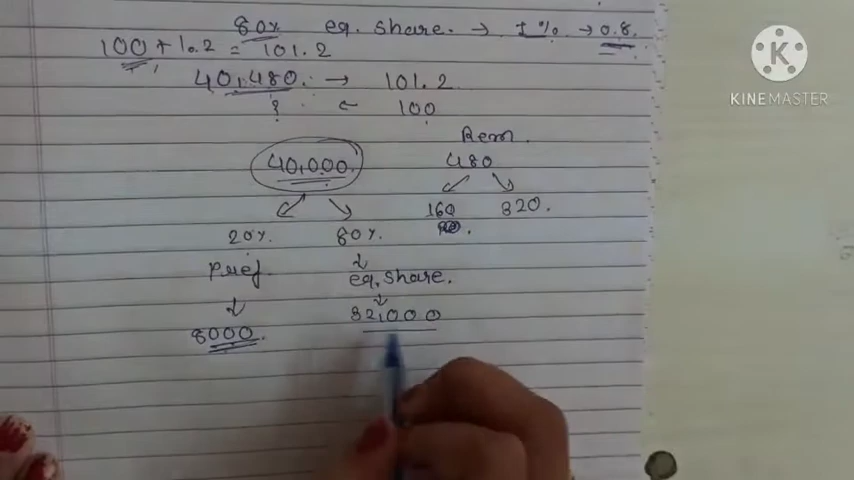 80% eq. share. → 1% → 0.8.
100 + 1.2 = 101.2
40,480. → 101.2
? ← 100
Rem.
40,000. 480
160 320.
20% 80%.
Pref. eq. share.
8000. 32,000
K
KINEMASTER